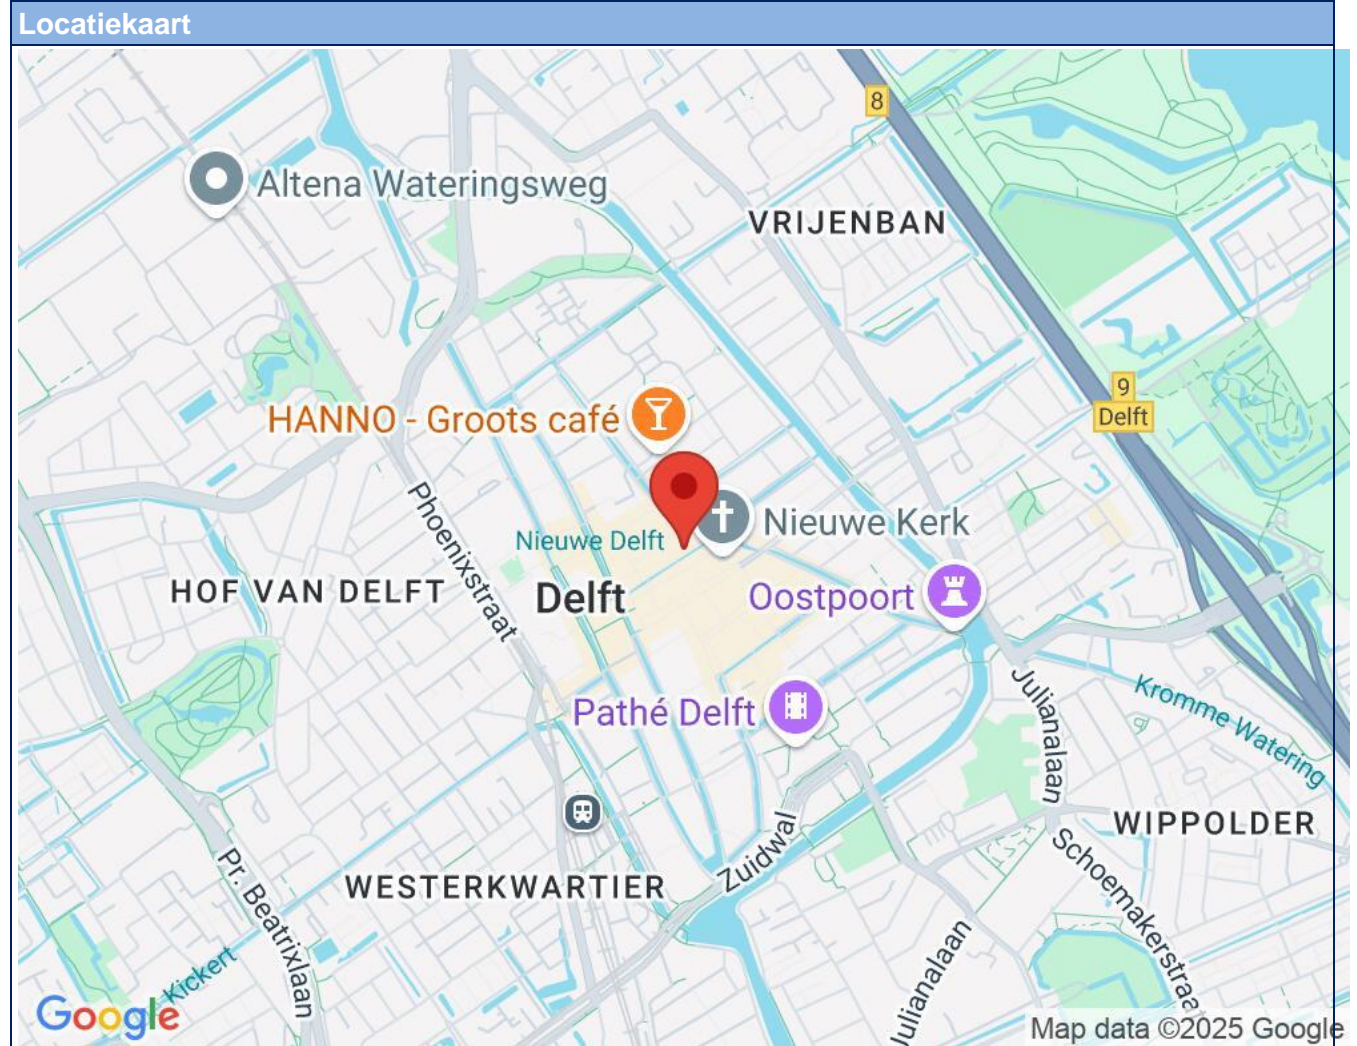 Locatiekaart
8
Altena Wateringsweg
VRIJENBAN
9
Delft
HANNO - Groots café
Phoenixstraat
Nieuwe Kerk
Nieuwe Delft
HOF VAN DELFT
Delft
Oostpoort
Julianalaan
Kromme Watering
Pathé Delft
WIPPOLDER
Zuidwal
Schoemakerstraa
Pr. Beatrixlaan
WESTERKWARTIER
Julianalaan
Kickert
Google
Map data ©2025 Google